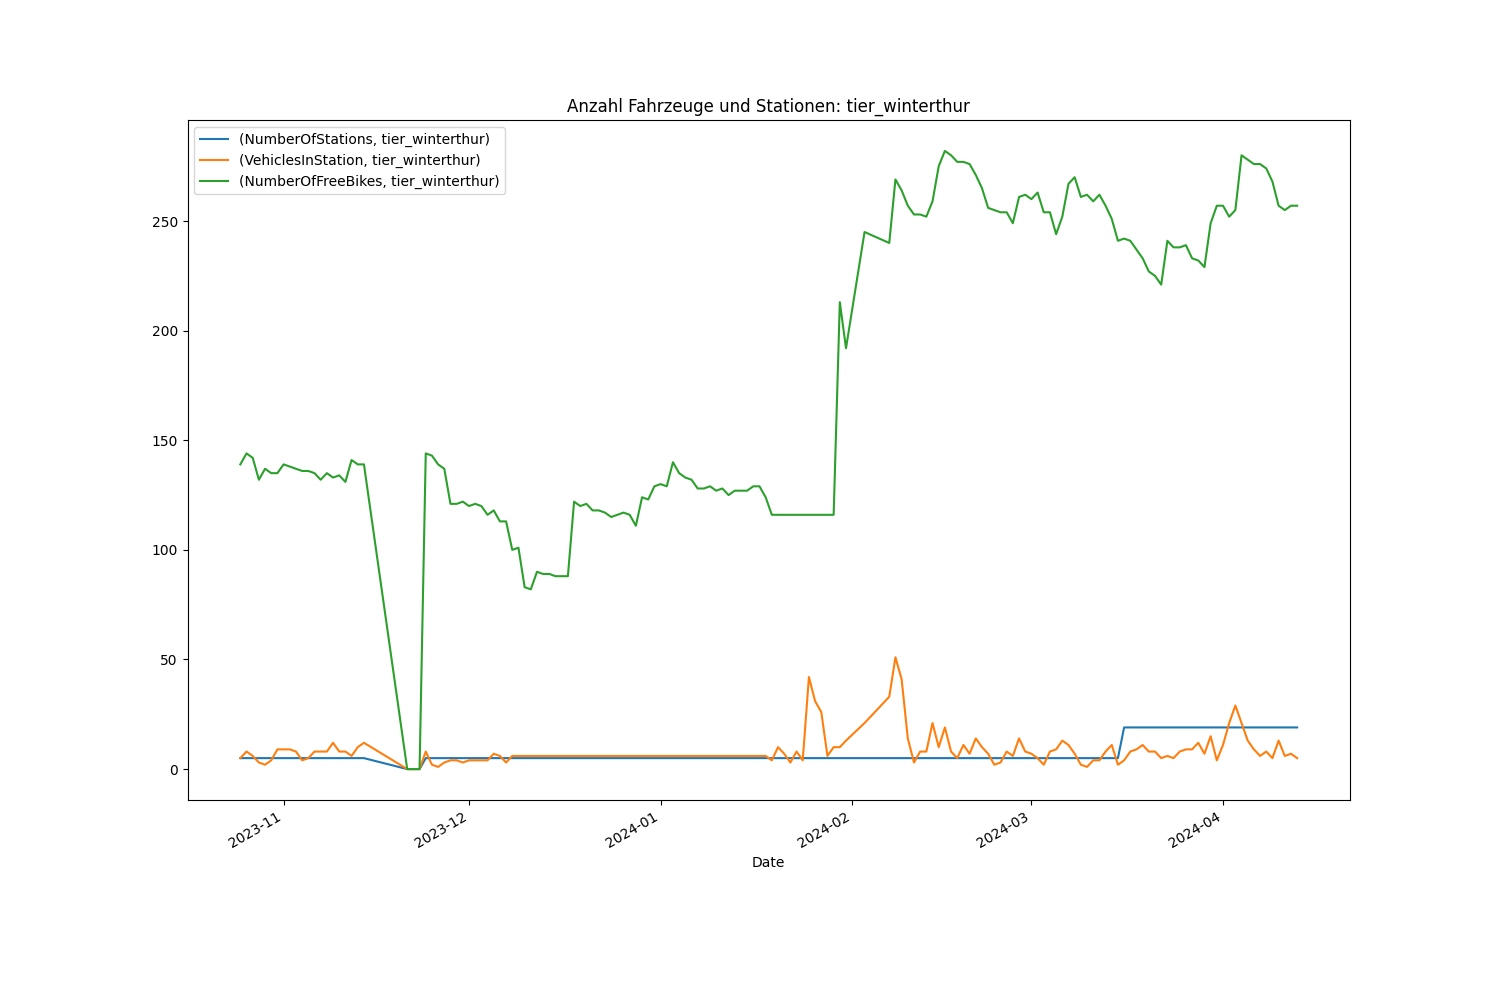 Anzahl Fahrzeuge und Stationen: tier_winterthur
(NumberOfStations, tier_winterthur)
(VehiclesInStation, tier_winterthur)
(NumberOfFreeBikes, tier_winterthur)
250
200
150
100
50
0
2023-11
2023-12
2024-01
2024-02
2024-03
2024-04
Date